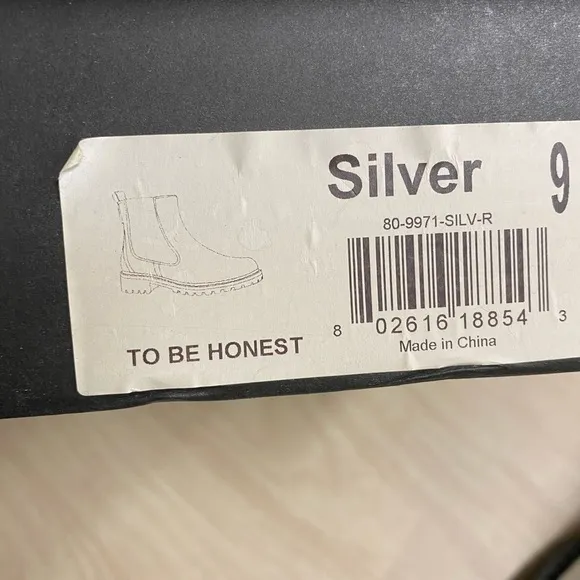 Silver 9
80-9971-SILV-R
8 02616 18854 3
Made in China
TO BE HONEST